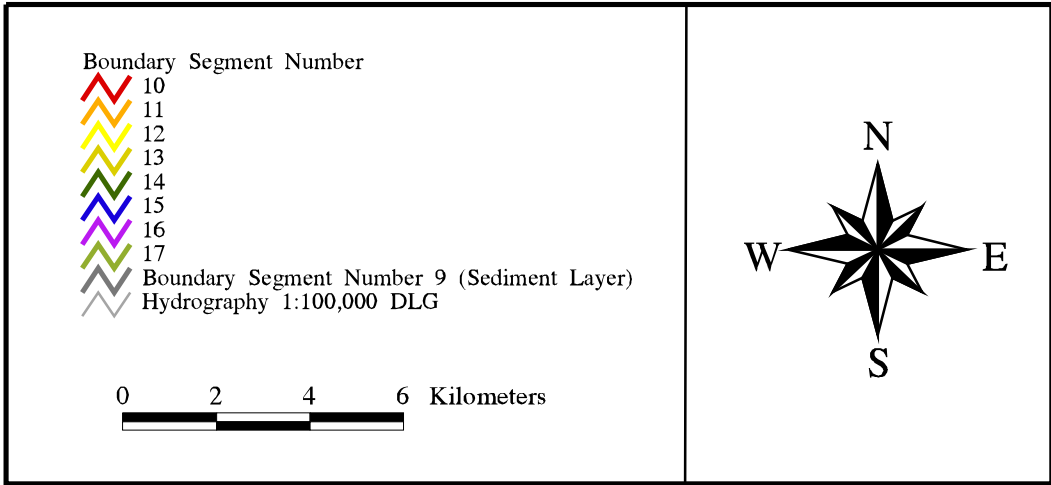 Boundary Segment Number
10
11
12
13
14
15
16
17
Boundary Segment Number 9 (Sediment Layer)
Hydrography 1:100,000 DLG
0 2 4 6 Kilometers
N
W E
S